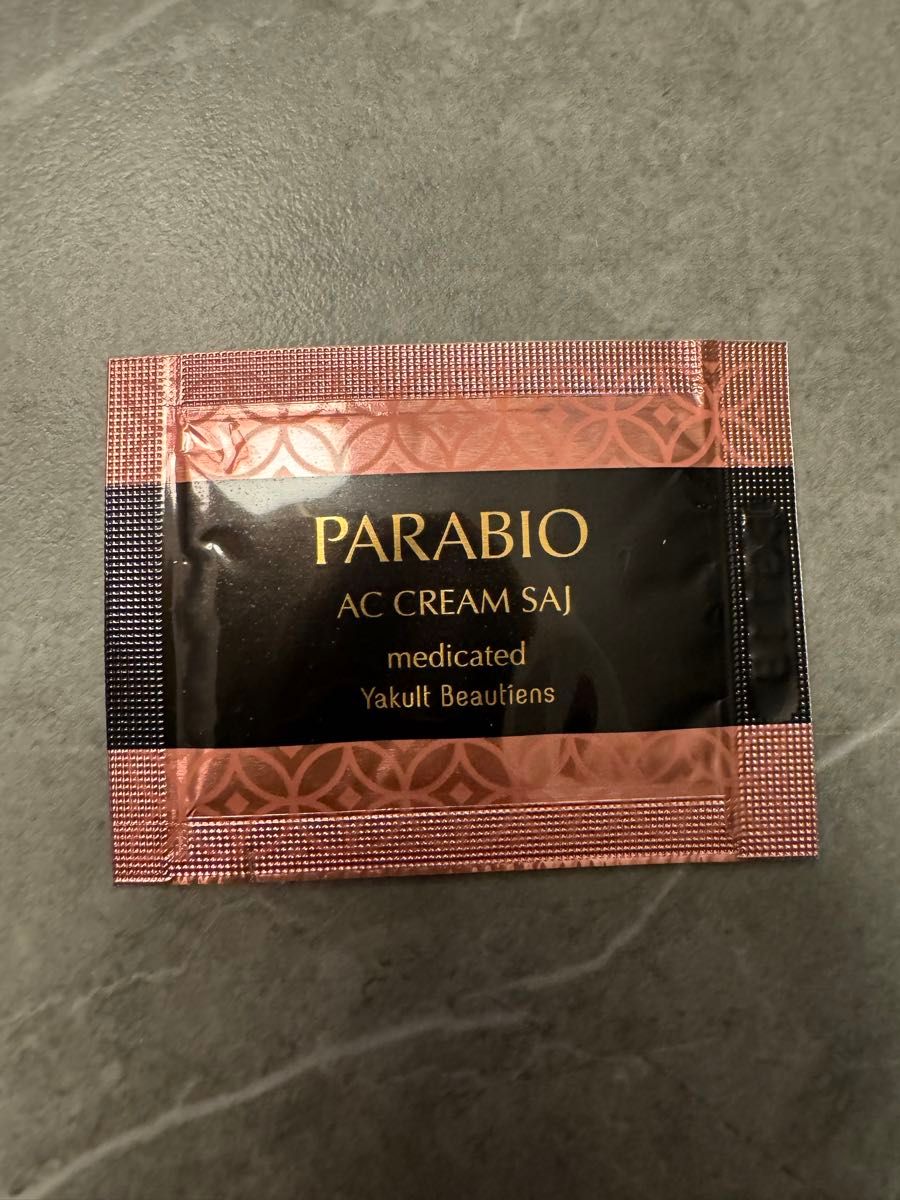 PARABIO
AC CREAM SAJ
medicated
Yakult Beautiens